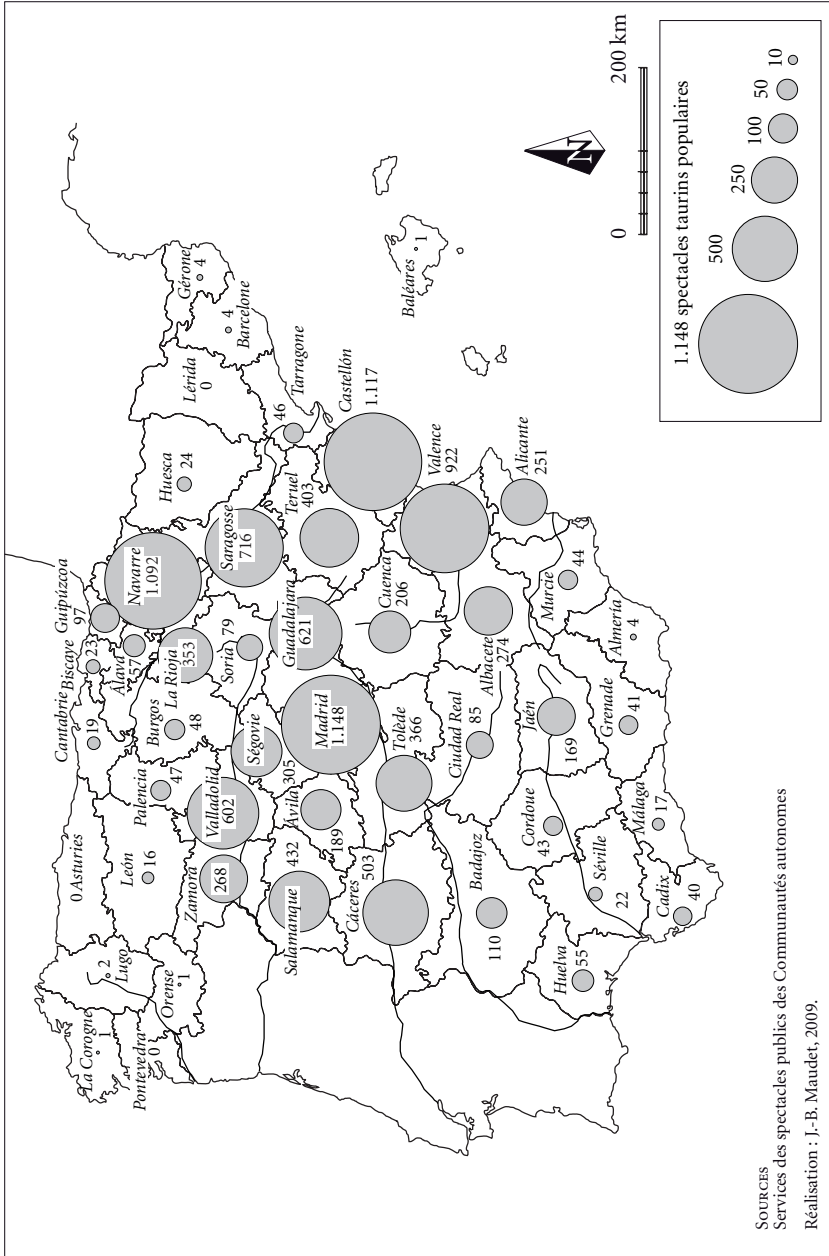 La Corogne
1
Pontevedra
0
2
Lugo
Orense
1
0 Asturies
León
16
Zamora
268
Cantabrie
19
Palencia
47
Valladolid
602
Biscaye
23
Burgos
48
Guipúzcoa
97
Álava
57
La Rioja
353
Navarre
1.092
Soria
79
Ségovie
305
Huesca
24
Saragosse
716
Lérida
0
Gérone
4
4
Barcelone
46
Tarragone
Teruel
403
Castellón
1.117
Guadalajara
621
Madrid
1.148
Ávila
189
432
Salamanque
Cáceres
503
Tolède
366
Cuenca
206
Valence
922
Baléares
1
Alicante
251
Albacete
274
Ciudad Real
85
Badajoz
110
Huelva
55
Cordoue
43
Séville
22
Jaén
169
Murcie
44
Almería
4
Grenade
41
Málaga
17
Cadix
40
N
0
200 km
1.148 spectacles taurins populaires
500
250
100
50
10
SOURCES
Services des spectacles publics des Communautés autonomes
Réalisation : J.-B. Maudet, 2009.